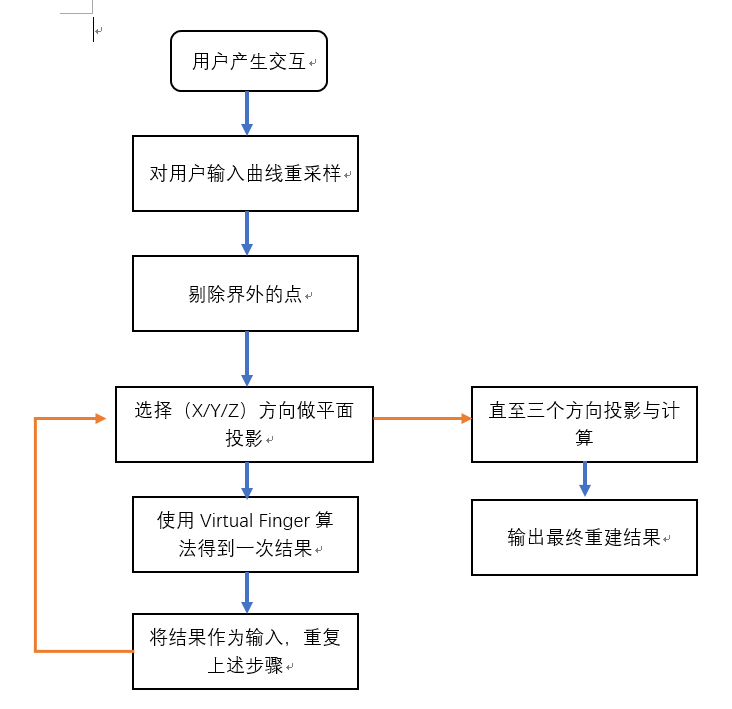 用户产生交互
对用户输入曲线重采样
剔除界外的点
选择（X/Y/Z）方向做平面
投影
使用 Virtual Finger 算
法得到一次结果
将结果作为输入，重复
上述步骤
直至三个方向投影与计
算
输出最终重建结果